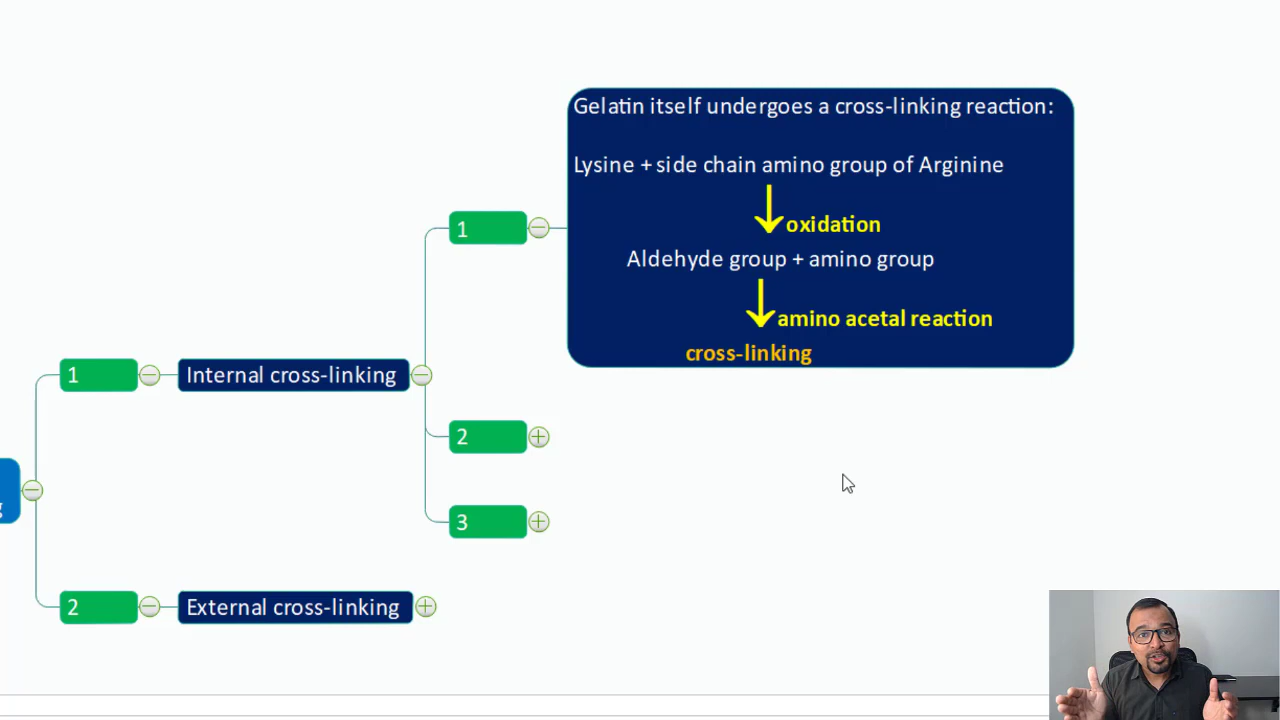 Gelatin itself undergoes a cross-linking reaction:
Lysine + side chain amino group of Arginine
oxidation
Aldehyde group + amino group
amino acetal reaction
cross-linking
1
1
Internal cross-linking
2
3
2
External cross-linking